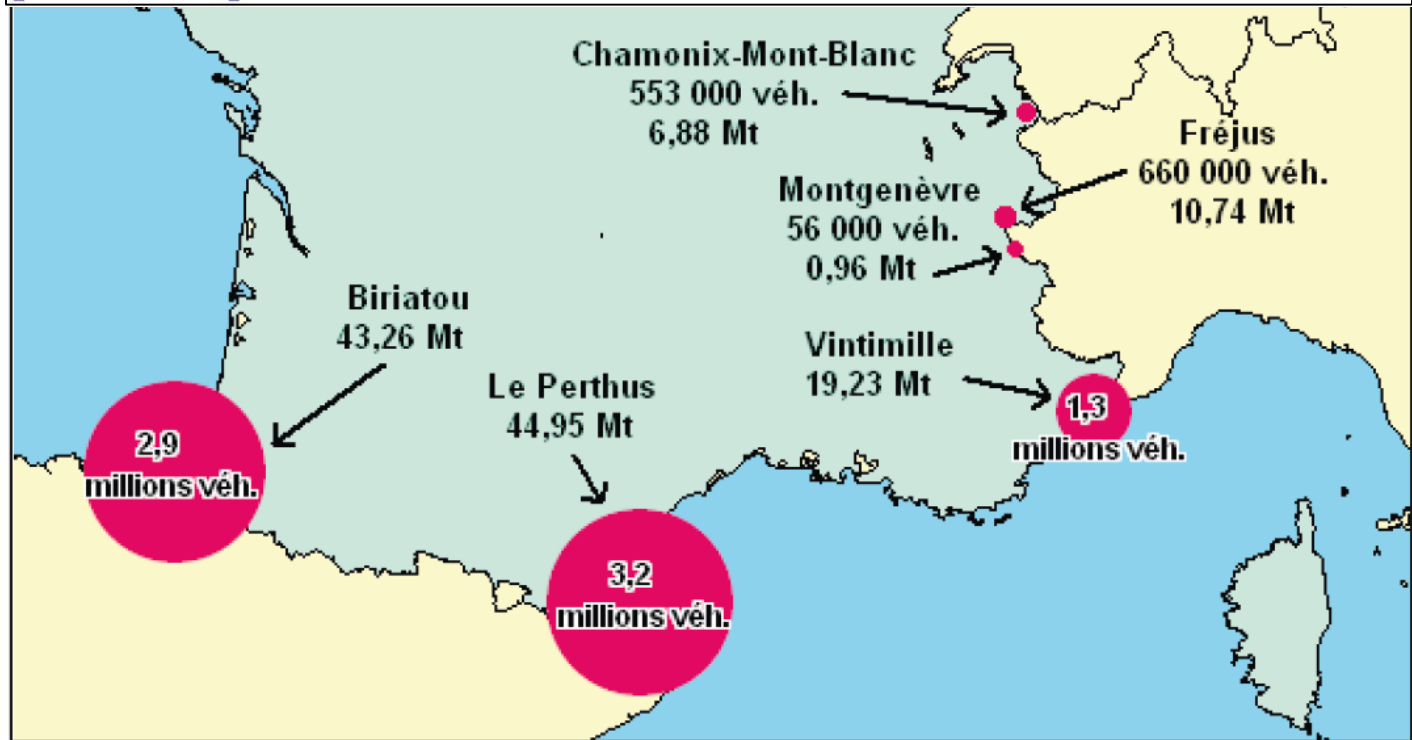 Chamonix-Mont-Blanc
553 000 véh.
6,88 Mt
Fréjus
660 000 véh.
10,74 Mt
Montgenèvre
56 000 véh.
0,96 Mt
Biriatou
43,26 Mt
Vintimille
19,23 Mt
Le Perthus
44,95 Mt
1,3
millions véh.
2,9
millions véh.
3,2
millions véh.